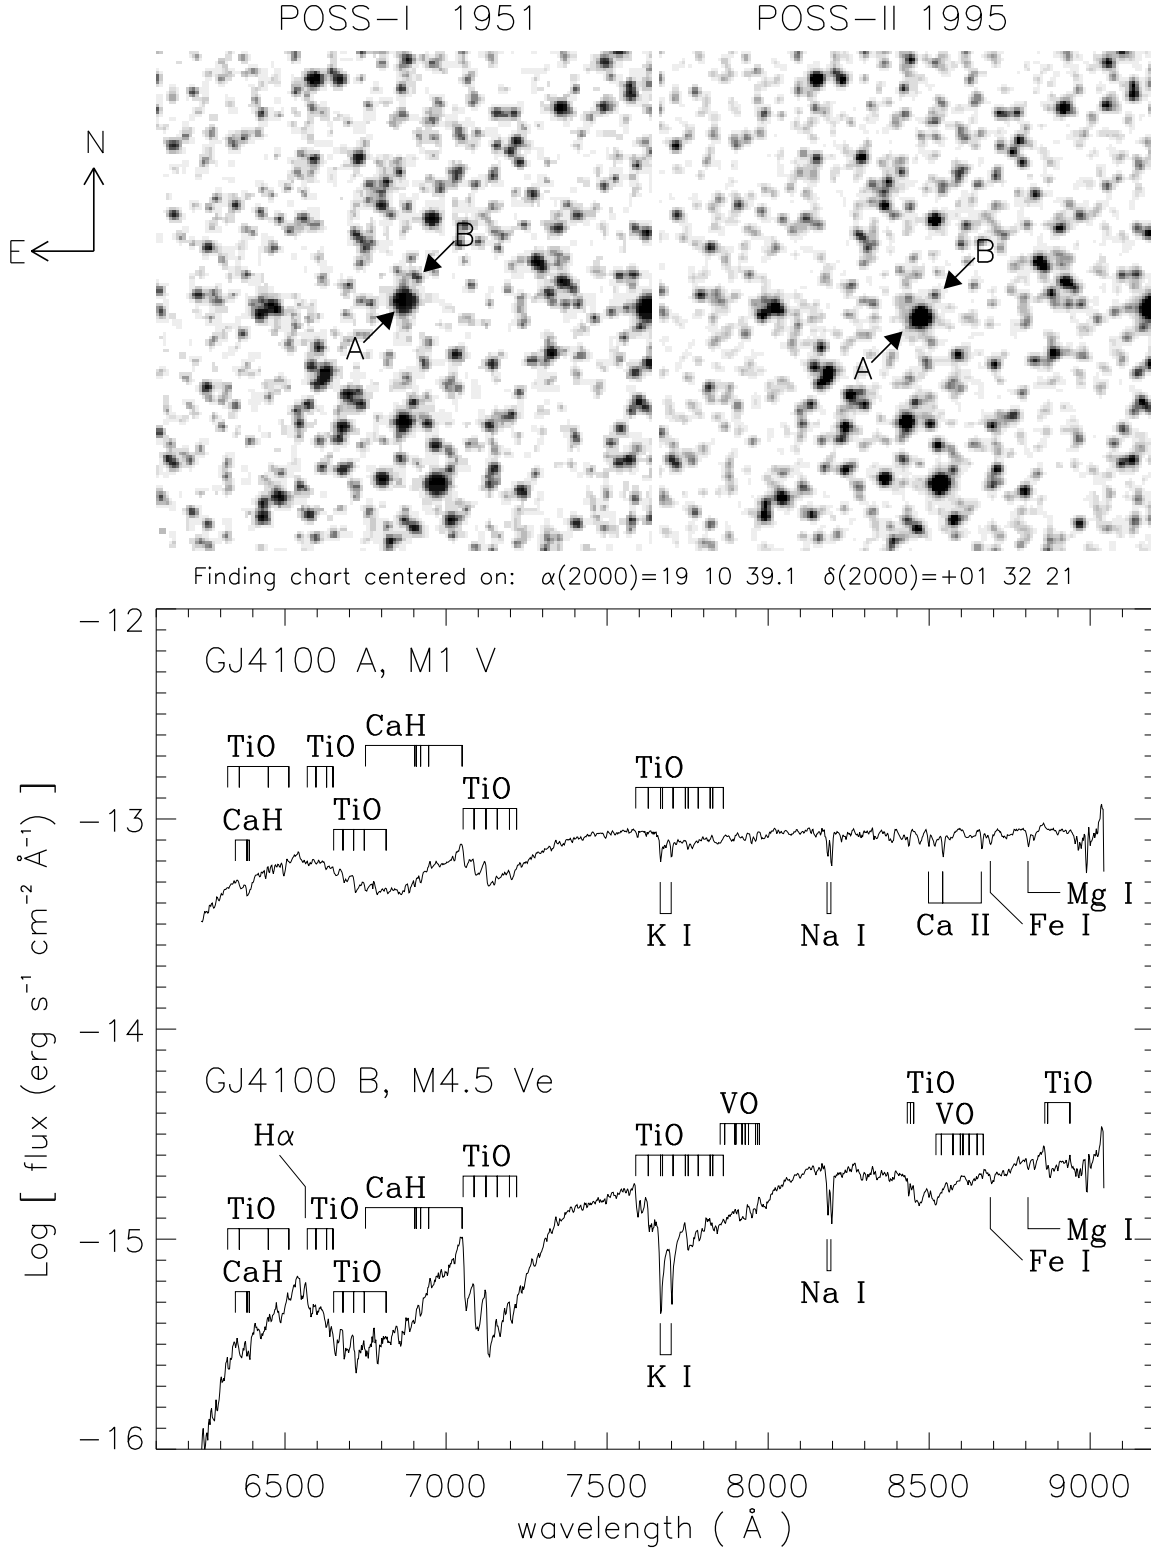 POSS-I 1951
POSS-II 1995
N
E
B
A
B
A
Finding chart centered on: α(2000)=19 10 39.1 δ(2000)=+01 32 21
-12
GJ4100 A, M1 V
CaH
TiO
TiO
TiO
TiO
TiO
CaH
-13
K I
Na I
Ca II
Fe I
Mg I
-14
GJ4100 B, M4.5 Ve
TiO
TiO
VO
VO
Hα
TiO
TiO
CaH
TiO
TiO
-15
Mg I
Fe I
CaH
TiO
Na I
K I
-16
6500 7000 7500 8000 8500 9000
wavelength ( Å )
Log [ flux (erg s⁻¹ cm⁻² Å⁻¹) ]